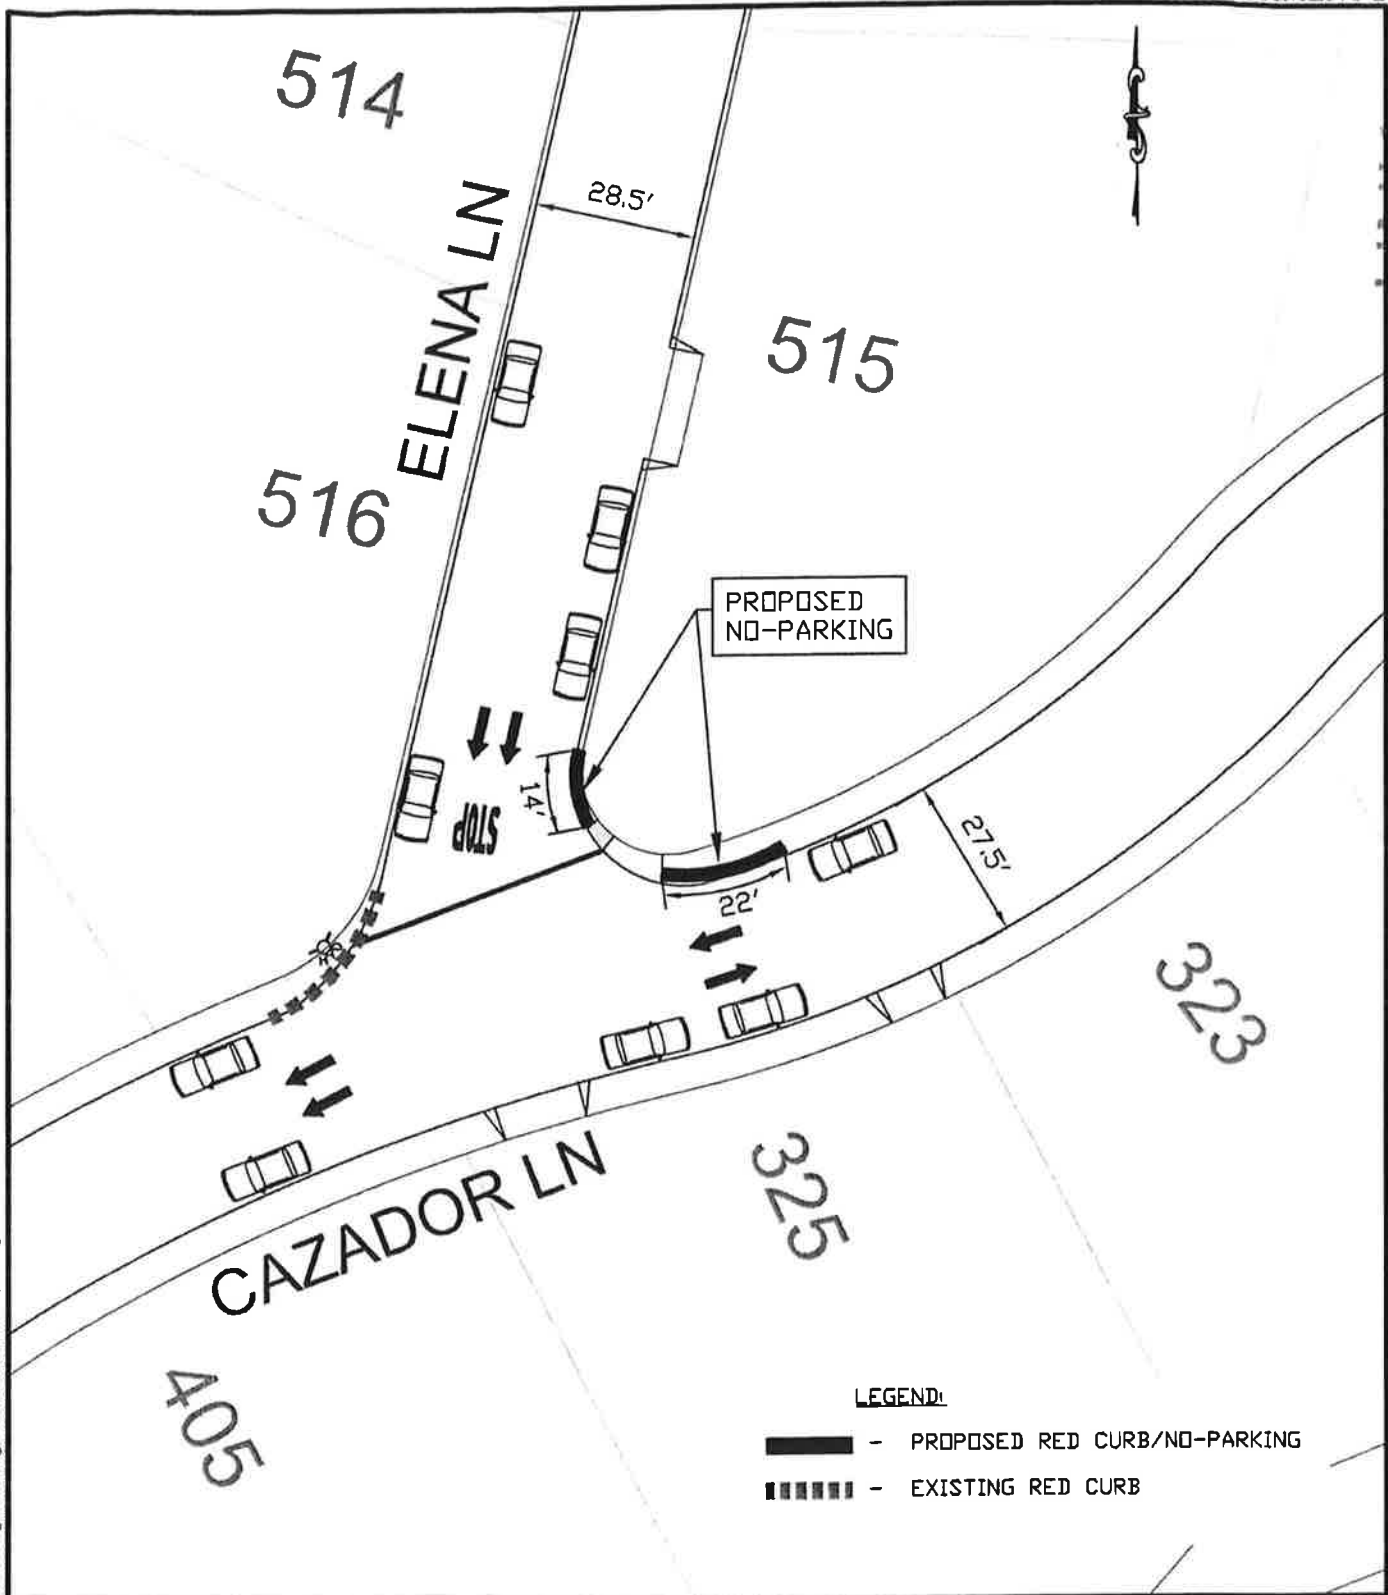 514
28.5'
ELENA LN
515
516
PROPOSED
NO-PARKING
14'
STOP
27.5'
22'
323
325
CAZADOR LN
405
LEGEND:
- PROPOSED RED CURB/NO-PARKING
- EXISTING RED CURB